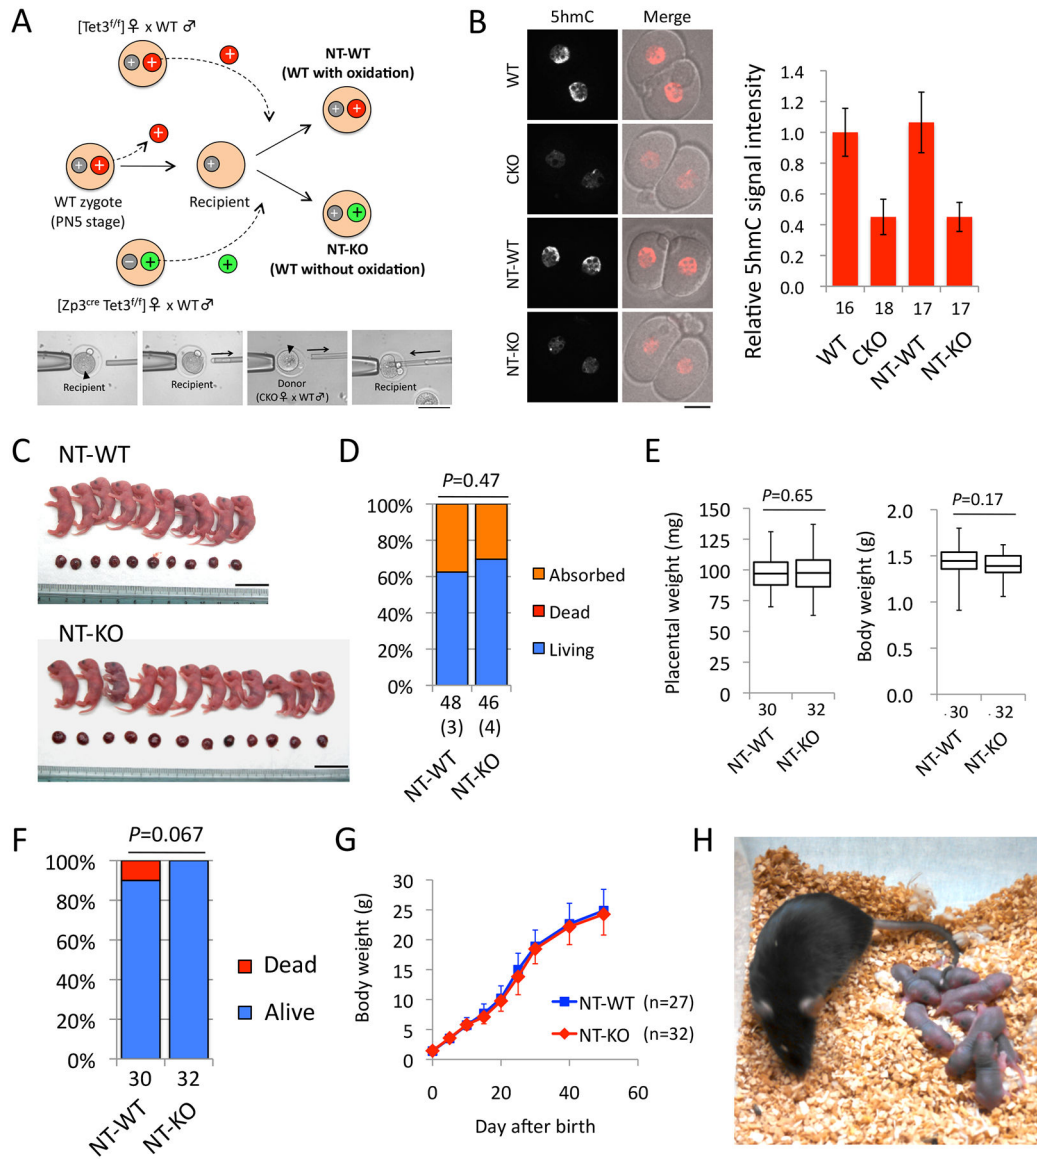 A
[Tet3f/f]♀ x WT ♂
NT-WT
(WT with oxidation)
WT zygote
(PN5 stage)
Recipient
NT-KO
(WT without oxidation)
[Zp3cre Tet3f/f]♀ x WT♂
Recipient
Recipient
Donor
(CKO♀ x WT♂)
Recipient
B
5hmC
Merge
WT
CKO
NT-WT
NT-KO
Relative 5hmC signal intensity
1.4
1.2
1.0
0.8
0.6
0.4
0.2
0.0
16
18
17
17
WT
CKO
NT-WT
NT-KO
C
NT-WT
NT-KO
D
P=0.47
100%
80%
60%
40%
20%
0%
Absorbed
Dead
Living
48
(3)
46
(4)
NT-WT
NT-KO
E
P=0.65
Placental weight (mg)
150
125
100
75
50
25
0
30
32
NT-WT
NT-KO
P=0.17
Body weight (g)
2.0
1.5
1.0
0.5
0.0
30
32
NT-WT
NT-KO
F
P=0.067
100%
80%
60%
40%
20%
0%
Dead
Alive
30
32
NT-WT
NT-KO
G
Body weight (g)
30
25
20
15
10
5
0
0
20
40
60
NT-WT (n=27)
NT-KO (n=32)
Day after birth
H